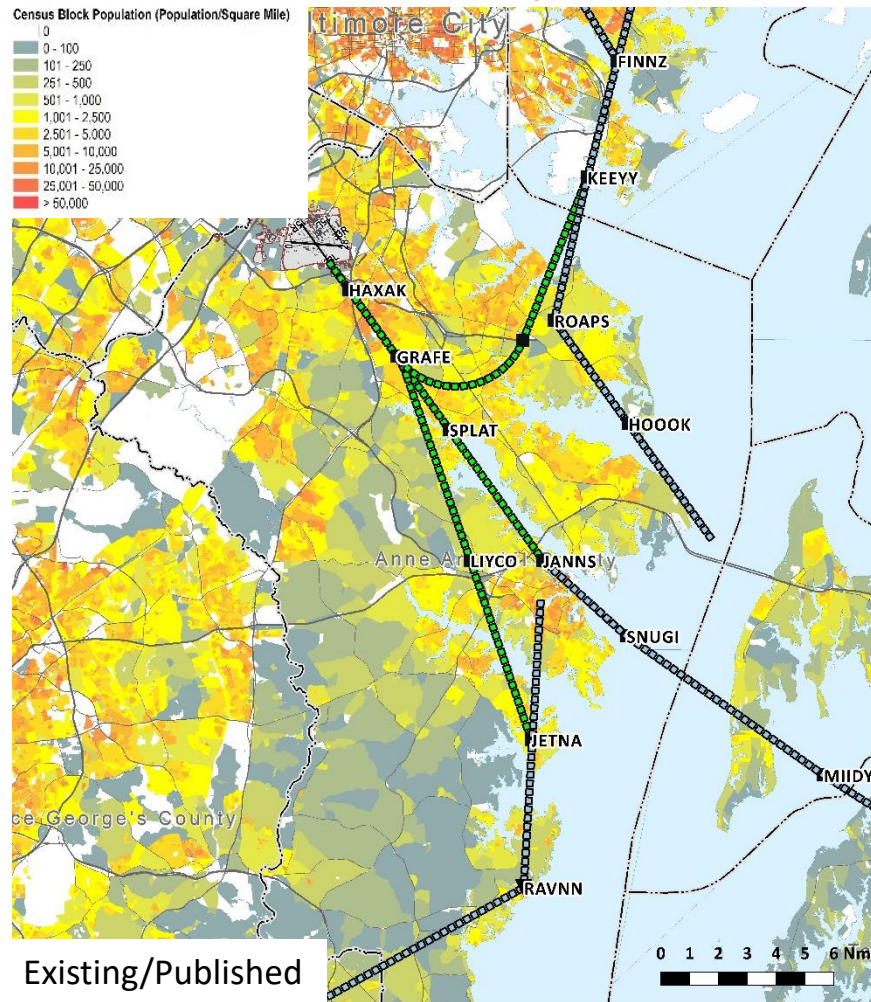 Census Block Population (Population/Square Mile)
0
0 - 100
101 - 250
251 - 500
501 - 1,000
1,001 - 2,500
2,501 - 5,000
5,001 - 10,000
10,001 - 25,000
25,001 - 50,000
> 50,000
ltimore City
FINNZ
KEEYY
HAXAK
ROAPS
GRAFE
SPLAT
HOOOK
Anne Ar
ty
LIYCO
JANNS
SNUGI
JETNA
MIIDY
ce George's County
RAVNN
0 1 2 3 4 5 6 Nm
Existing/Published